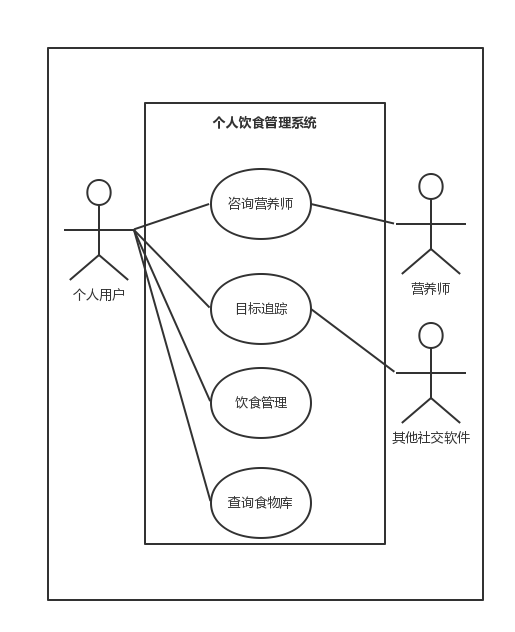 个人饮食管理系统
咨询营养师
营养师
个人用户
目标追踪
饮食管理
其他社交软件
查询食物库